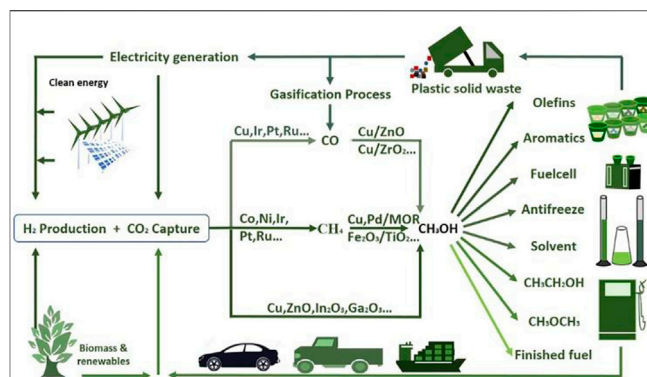 Electricity generation
Clean energy
Gasification Process
Plastic solid waste
Olefins
Cu,Ir,Pt,Ru...
CO
Cu/ZnO
Cu/ZrO₂...
Aromatics
Fuelcell
H₂ Production + CO₂ Capture
Co,Ni,Ir,
Pt,Ru...
CH₄
Cu,Pd/MOR
Fe₂O₃/TiO₂...
CH₃OH
Antifreeze
Solvent
Cu,ZnO,In₂O₃,Ga₂O₃...
CH₃CH₂OH
CH₃OCH₃
Biomass &
renewables
Finished fuel